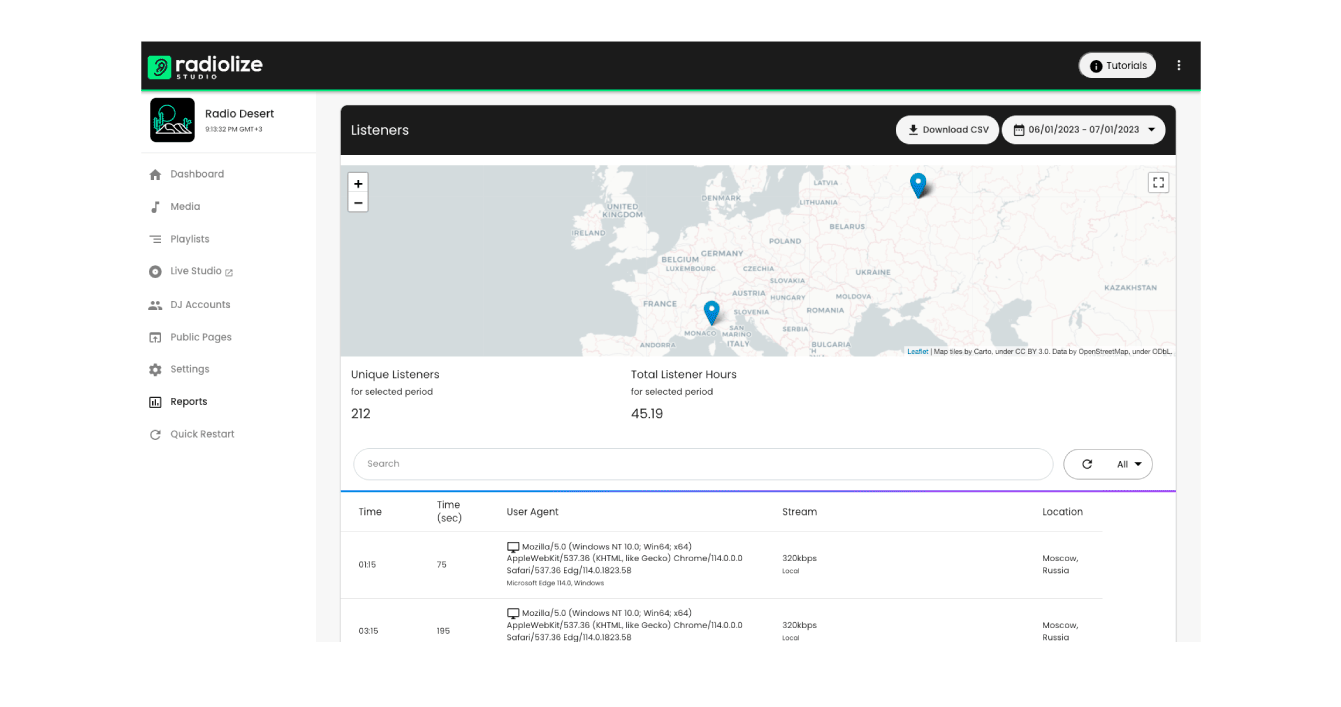 radiolize
STUDIO
Tutorials
Radio Desert
9:13:32 PM GMT+3
Dashboard
Media
Playlists
Live Studio
DJ Accounts
Public Pages
Settings
Reports
Quick Restart
Listeners
Download CSV
06/01/2023 - 07/01/2023
+
−
LATVIA
DENMARK
LITHUANIA
UNITED
KINGDOM
IRELAND
BELARUS
POLAND
GERMANY
BELGIUM
LUXEMBOURG
CZECHIA
UKRAINE
SLOVAKIA
KAZAKHSTAN
AUSTRIA
HUNGARY
MOLDOVA
FRANCE
SLOVENIA
ROMANIA
SERBIA
MONACO
SAN
MARINO
ANDORRA
ITALY
BULGARIA
Leaflet | Map tiles by Carto, under CC BY 3.0. Data by OpenStreetMap, under ODbL.
Unique Listeners
for selected period
212
Total Listener Hours
for selected period
45.19
Search
All
Time
Time
(sec)
User Agent
Stream
Location
01:15
75
Mozilla/5.0 (Windows NT 10.0; Win64; x64)
AppleWebKit/537.36 (KHTML, like Gecko) Chrome/114.0.0.0
Safari/537.36 Edg/114.0.1823.58
Microsoft Edge 114.0, Windows
320kbps
Local
Moscow,
Russia
03:15
195
Mozilla/5.0 (Windows NT 10.0; Win64; x64)
AppleWebKit/537.36 (KHTML, like Gecko) Chrome/114.0.0.0
Safari/537.36 Edg/114.0.1823.58
320kbps
Local
Moscow,
Russia